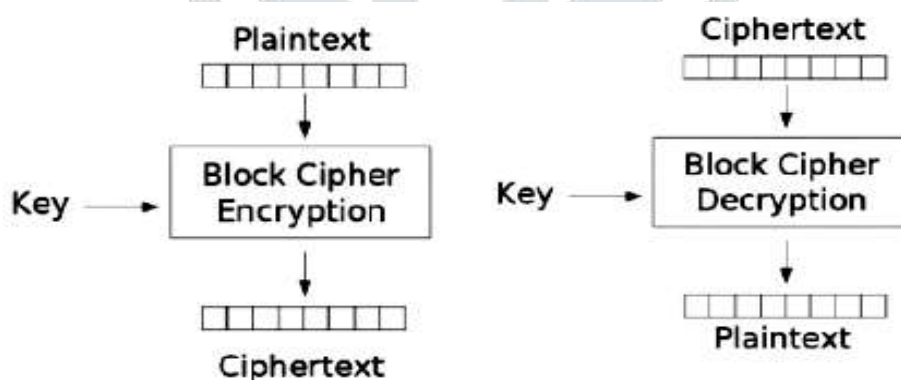 Plaintext
Key
Block Cipher
Encryption
Ciphertext
Ciphertext
Key
Block Cipher
Decryption
Plaintext